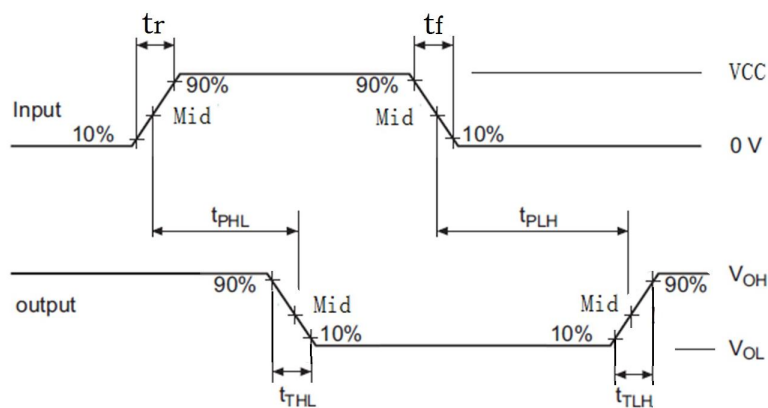 tr tf
90% 90% VCC
Input Mid Mid
10% 10% 0 V
tPHL tPLH
90% 90% VOH
output Mid Mid
10% 10% VOL
tTHL tTLH